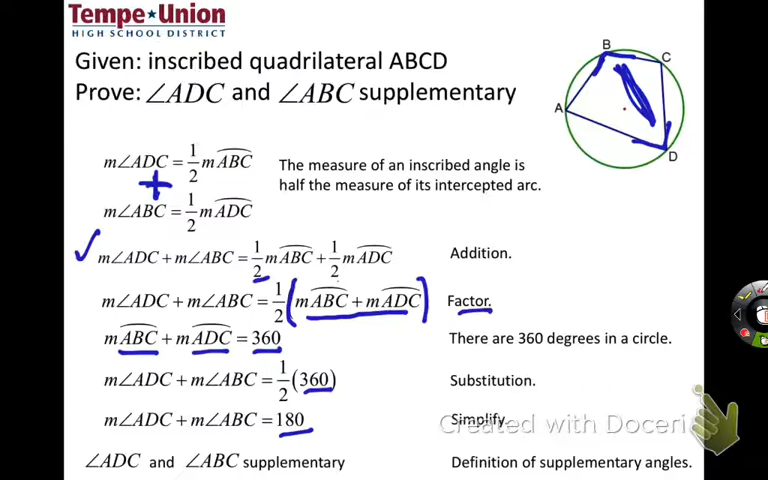 Tempe★Union
HIGH SCHOOL DISTRICT
Given: inscribed quadrilateral ABCD
Prove: ∠ADC and ∠ABC supplementary
B
C
A
D
m∠ADC = 1/2 mABC
The measure of an inscribed angle is
half the measure of its intercepted arc.
+
m∠ABC = 1/2 mADC
m∠ADC + m∠ABC = 1/2 mABC + 1/2 mADC Addition.
m∠ADC + m∠ABC = 1/2 (mABC + mADC) Factor.
mABC + mADC = 360 There are 360 degrees in a circle.
m∠ADC + m∠ABC = 1/2 (360) Substitution.
m∠ADC + m∠ABC = 180 Simplify.
Created with Doceri
∠ADC and ∠ABC supplementary Definition of supplementary angles.